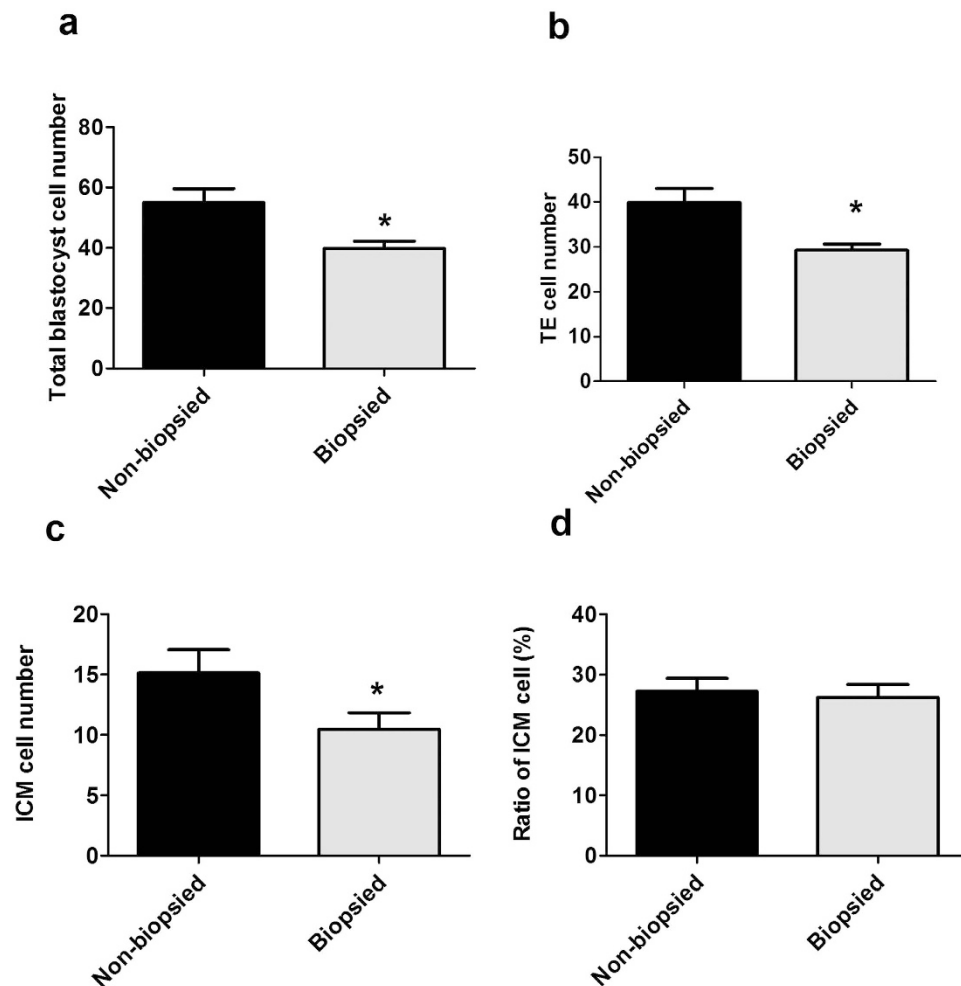 a
Total blastocyst cell number
80
60
40
20
0
*
Non-biopsied
Biopsied
b
TE cell number
50
40
30
20
10
0
*
Non-biopsied
Biopsied
c
ICM cell number
20
15
10
5
0
*
Non-biopsied
Biopsied
d
Ratio of ICM cell (%)
40
30
20
10
0
Non-biopsied
Biopsied